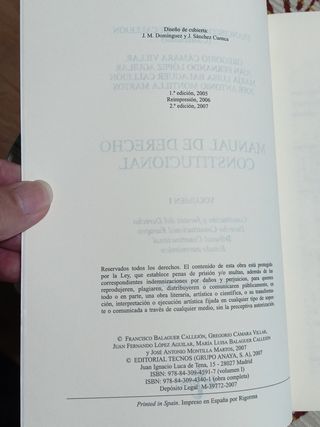 Diseño de cubierta:
J. M. Domínguez y J. Sánchez Cuenca
1.ª edición, 2005
Reimpresión, 2006
2.ª edición, 2007
Reservados todos los derechos. El contenido de esta obra está protegido
por la Ley, que establece penas de prisión y/o multas, además de las
correspondientes indemnizaciones por daños y perjuicios, para quienes
reprodujeren, plagiaren, distribuyeren o comunicaren públicamente, en
todo o en parte, una obra literaria, artística o científica, o su transforma-
ción, interpretación o ejecución artística fijada en cualquier tipo de sopor-
te o comunicada a través de cualquier medio, sin la preceptiva autorización.
© FRANCISCO BALAGUER CALLEJÓN, GREGORIO CÁMARA VILLAR,
JUAN FERNANDO LÓPEZ AGUILAR, MARÍA LUISA BALAGUER CALLEJÓN
Y JOSÉ ANTONIO MONTILLA MARTOS, 2007
© EDITORIAL TECNOS (GRUPO ANAYA, S. A.), 2007
Juan Ignacio Luca de Tena, 15 - 28027 Madrid
ISBN: 978-84-309-4591-7 (volumen I)
ISBN: 978-84-309-4340-1 (obra completa)
Depósito Legal: M-39772-2007
Printed in Spain. Impreso en España por Rigorma